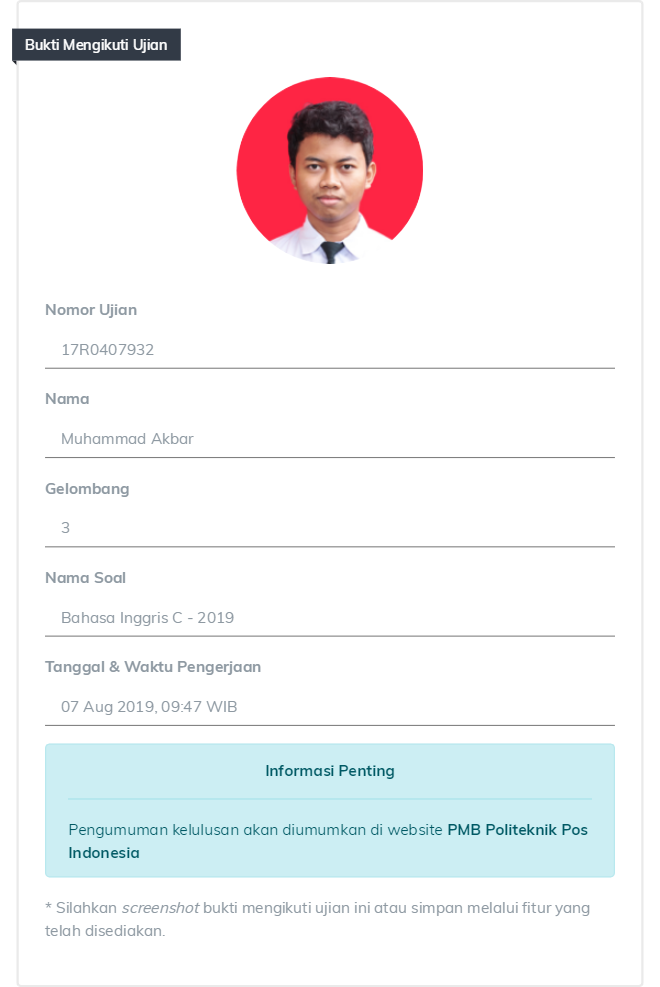 Bukti Mengikuti Ujian
Nomor Ujian
17R0407932
Nama
Muhammad Akbar
Gelombang
3
Nama Soal
Bahasa Inggris C - 2019
Tanggal & Waktu Pengerjaan
07 Aug 2019, 09:47 WIB
Informasi Penting
Pengumuman kelulusan akan diumumkan di website PMB Politeknik Pos
Indonesia
* Silahkan screenshot bukti mengikuti ujian ini atau simpan melalui fitur yang
telah disediakan.